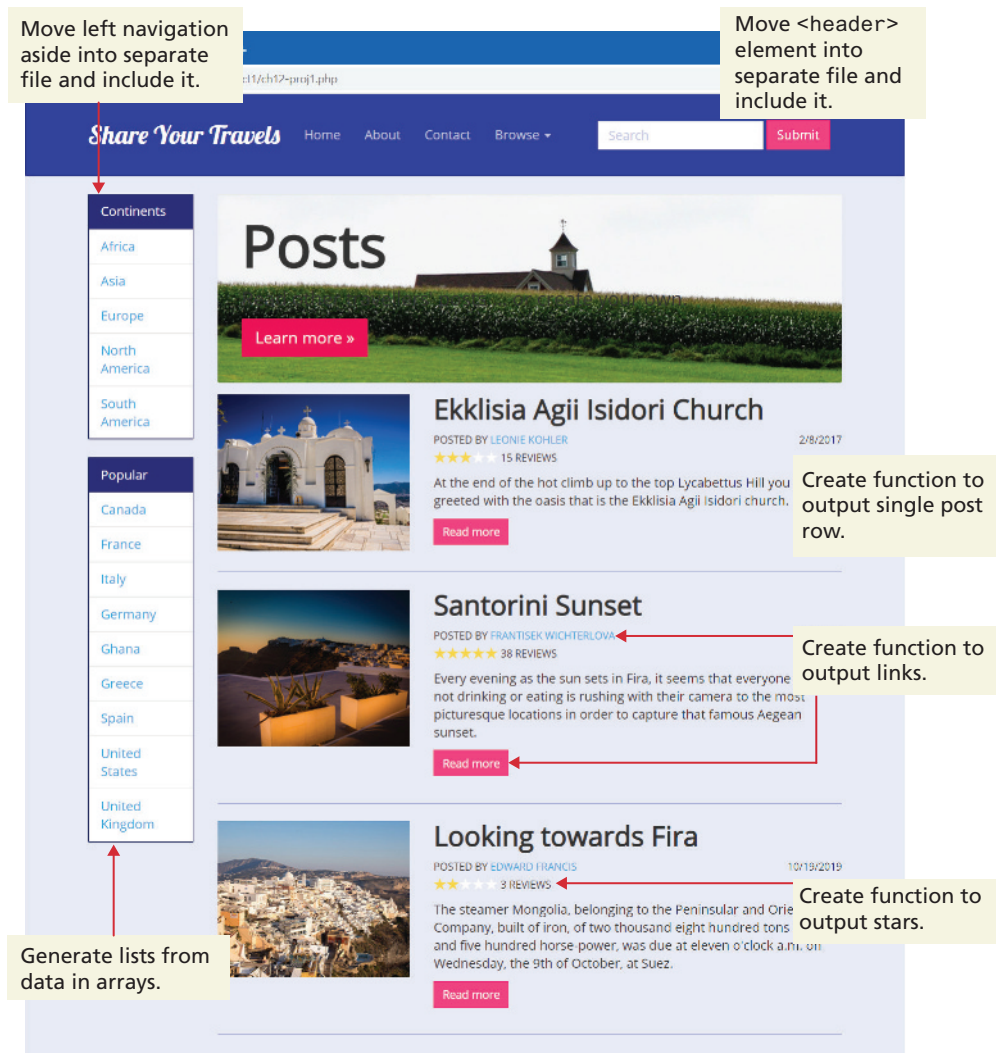 Move left navigation
aside into separate
file and include it.
Move <header>
element into
separate file and
include it.
ct1/ch12-proj1.php
Share Your Travels
Home
About
Contact
Browse
Search
Submit
Continents
Africa
Asia
Europe
North
America
South
America
Popular
Canada
France
Italy
Germany
Ghana
Greece
Spain
United
States
United
Kingdom
Generate lists from
data in arrays.
Posts
your own
Learn more »
Ekklisia Agii Isidori Church
POSTED BY LEONIE KOHLER
2/8/2017
15 REVIEWS
At the end of the hot climb up to the top Lycabettus Hill you
greeted with the oasis that is the Ekklisia Agii Isidori church.
Read more
Create function to
output single post
row.
Santorini Sunset
POSTED BY FRANTISEK WICHTERLOVA
38 REVIEWS
Every evening as the sun sets in Fira, it seems that everyone
not drinking or eating is rushing with their camera to the most
picturesque locations in order to capture that famous Aegean
sunset.
Read more
Create function to
output links.
Looking towards Fira
POSTED BY EDWARD FRANCIS
10/19/2019
3 REVIEWS
The steamer Mongolia, belonging to the Peninsular and Orie
Company, built of iron, of two thousand eight hundred tons
and five hundred horse-power, was due at eleven o'clock a.m. on
Wednesday, the 9th of October, at Suez.
Read more
Create function to
output stars.